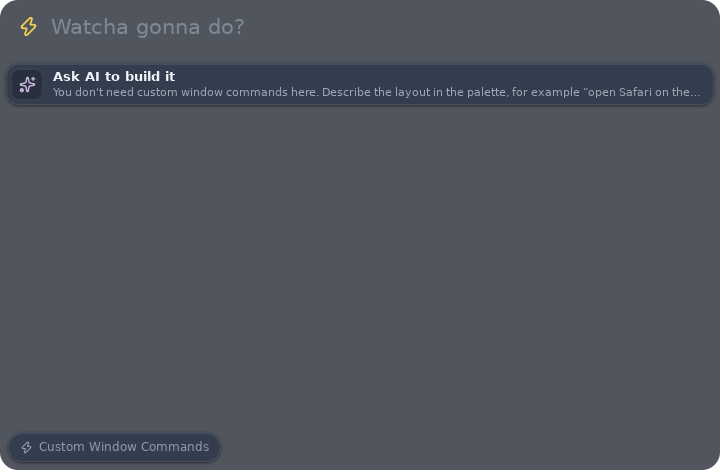 Watcha gonna do?
Ask AI to build it
You don't need custom window commands here. Describe the layout in the palette, for example “open Safari on the...
Custom Window Commands